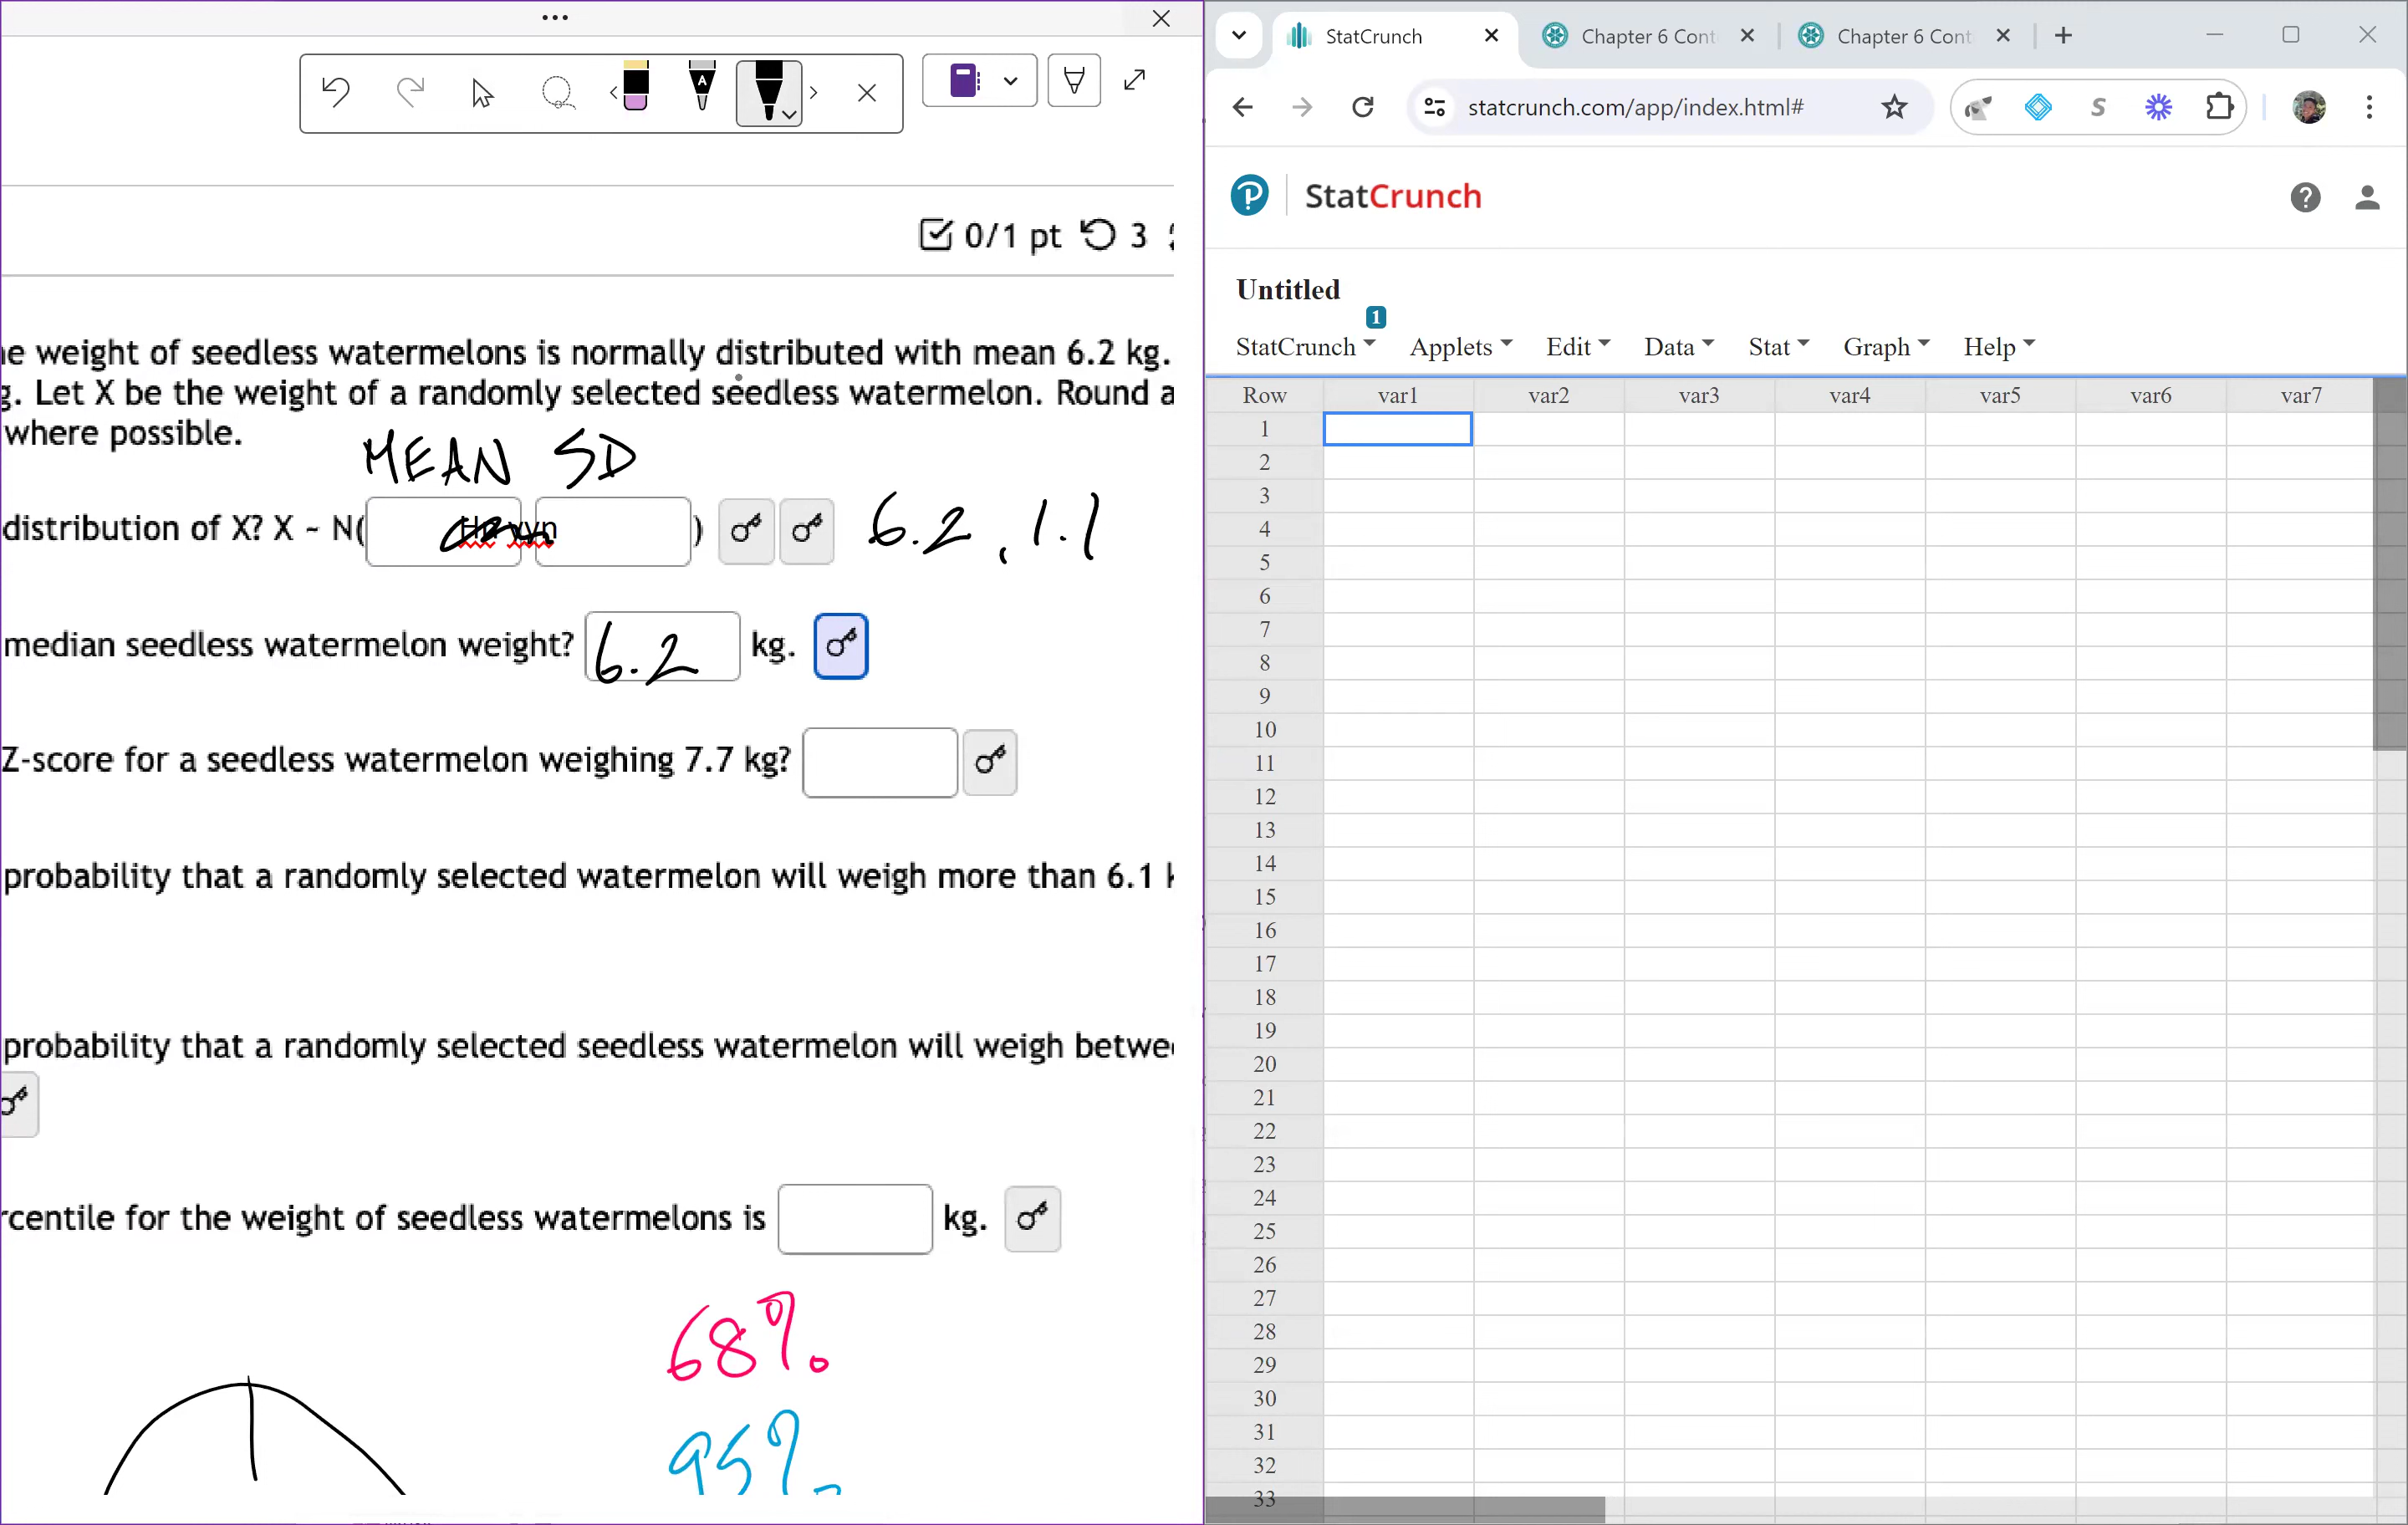 StatCrunch
Chapter 6 Cont
Chapter 6 Cont
statcrunch.com/app/index.html#
A
0/1 pt 3
e weight of seedless watermelons is normally distributed with mean 6.2 kg.
g. Let X be the weight of a randomly selected seedless watermelon. Round a
where possible.
MEAN SD
distribution of X? X ~ N( ) 6.2, 1.1
median seedless watermelon weight? 6.2 kg.
Z-score for a seedless watermelon weighing 7.7 kg?
probability that a randomly selected watermelon will weigh more than 6.1 k
probability that a randomly selected seedless watermelon will weigh betwe
rcentile for the weight of seedless watermelons is kg.
68%
95%
StatCrunch
Untitled
1
StatCrunch Applets Edit Data Stat Graph Help
Row var1 var2 var3 var4 var5 var6 var7
1
2
3
4
5
6
7
8
9
10
11
12
13
14
15
16
17
18
19
20
21
22
23
24
25
26
27
28
29
30
31
32
33